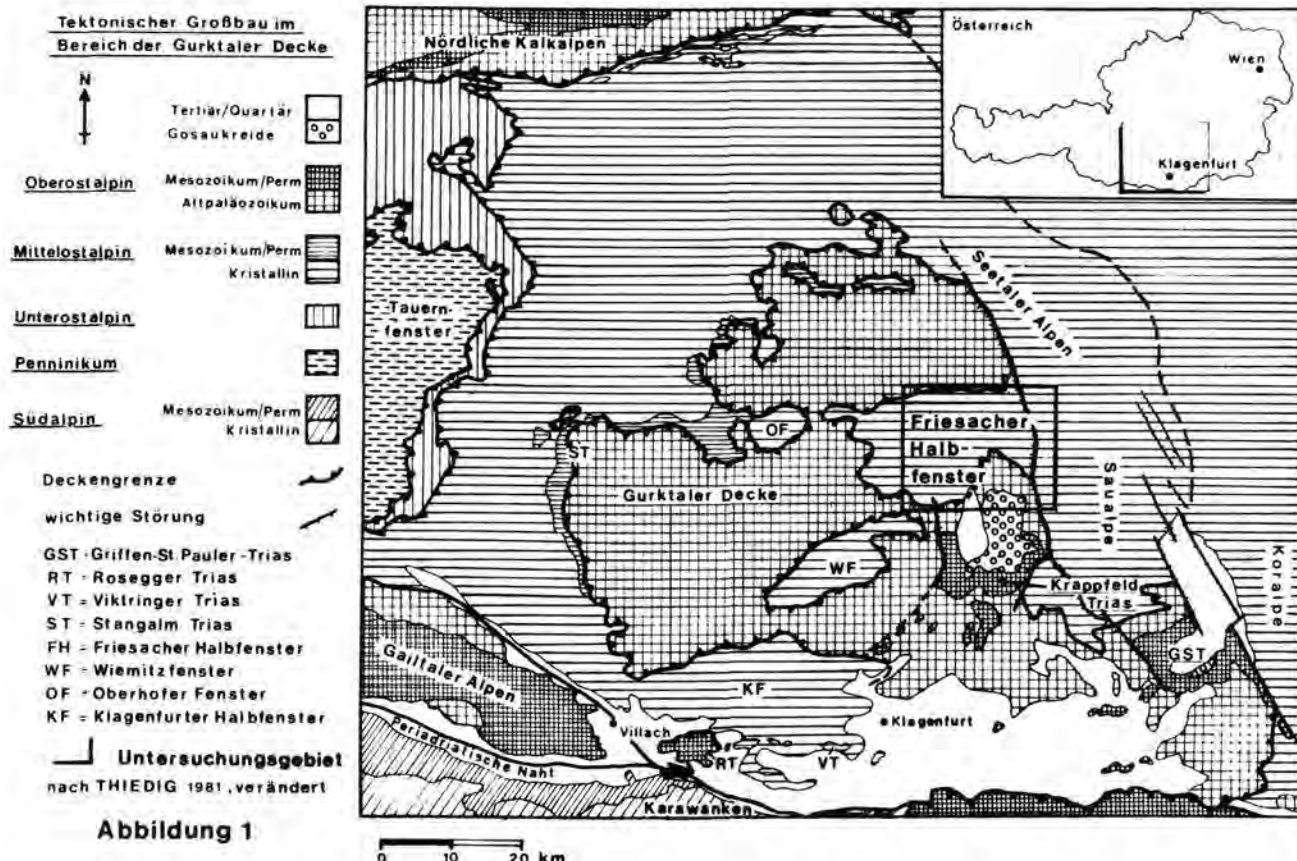 Tektonischer Großbau im
Bereich der Gurktaler Decke
N
Tertiär/Quartär
Gosaukreide
Oberostalpin
Mesozoikum/Perm
Altpaläozoikum
Mittelostalpin
Mesozoikum/Perm
Kristallin
Unterostalpin
Penninikum
Südalpin
Mesozoikum/Perm
Kristallin
Deckengrenze
wichtige Störung
GST - Griffen-St. Pauler-Trias
RT = Rosegger Trias
VT = Viktringer Trias
ST = Stangalm Trias
FH = Friesacher Halbfenster
WF = Wiemitzfenster
OF = Oberhofer Fenster
KF = Klagenfurter Halbfenster
Untersuchungsgebiet
nach THIEDIG 1981, verändert
Abbildung 1
Nördliche Kalkalpen
Österreich
Wien
Klagenfurt
Tauern-
fenster
Seetaler Alpen
OF
Friesacher
Halb-
fenster
ST
Gurktaler Decke
Saualpe
Koralpe
WF
Krappfeld
Trias
GST
Gailtaler Alpen
KF
Klagenfurt
Villach
RT
VT
Periadriatische Naht
Karawanken
0 10 20 km